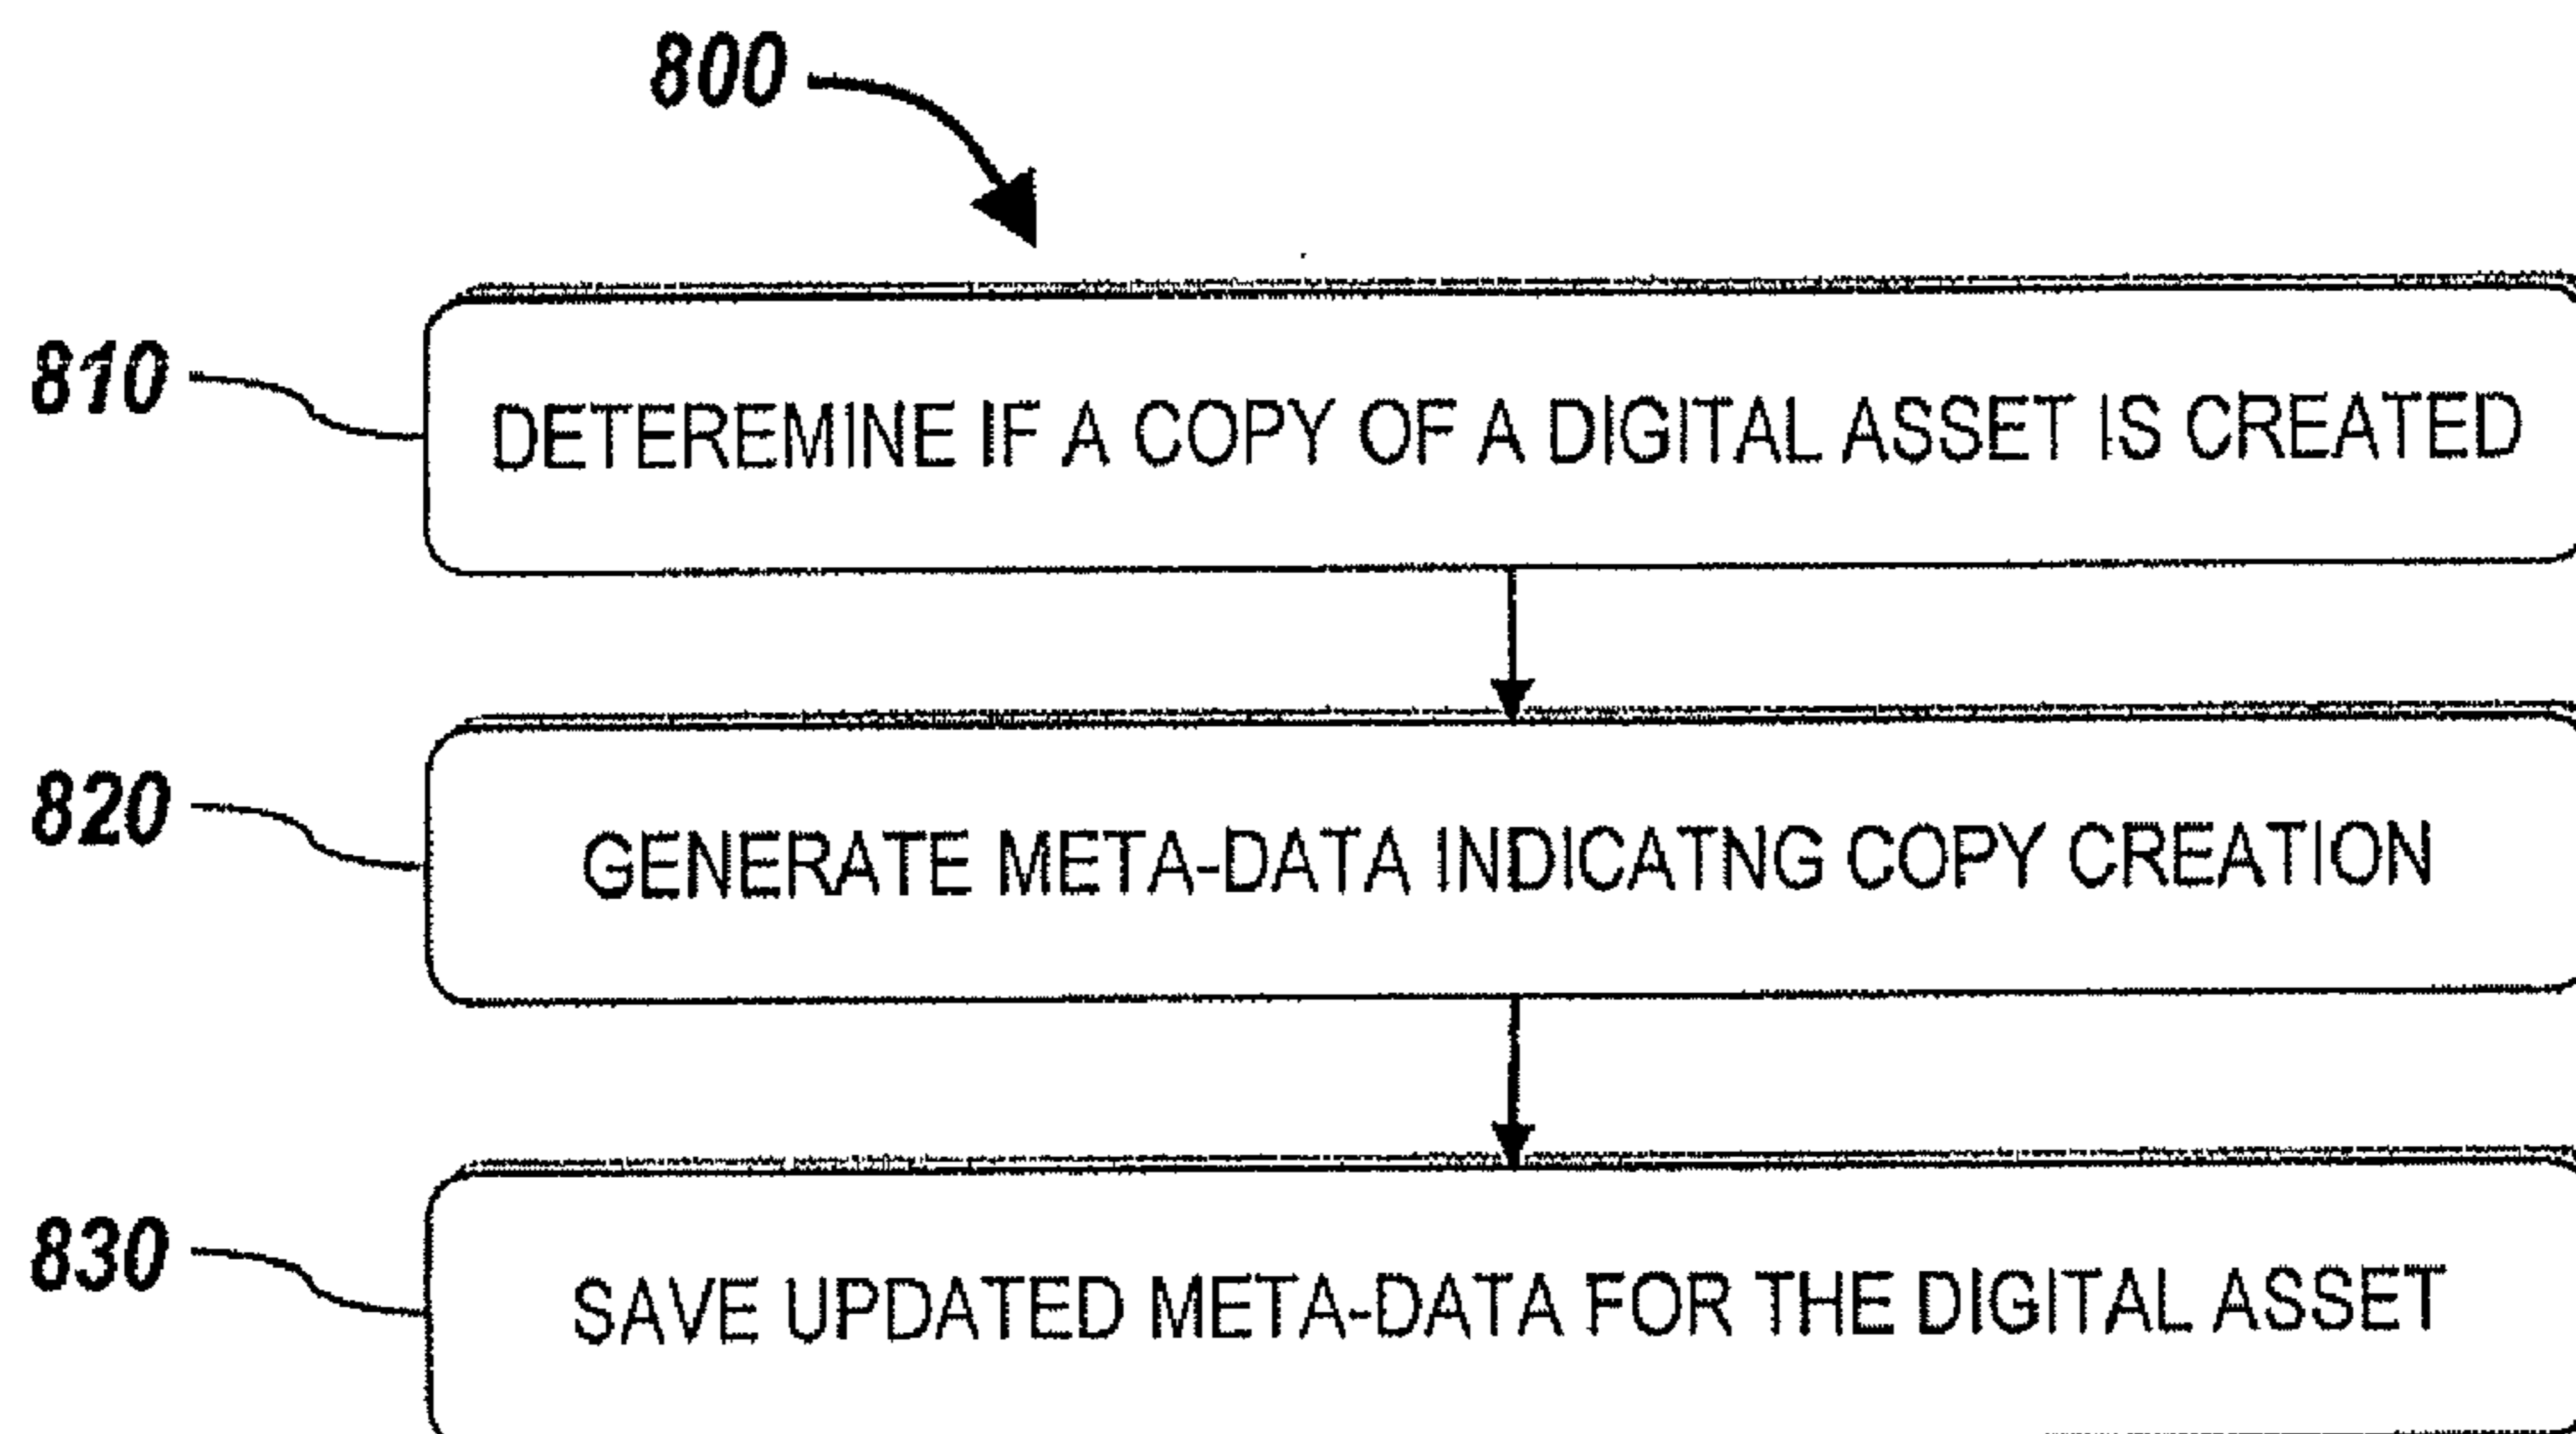 800
810
DETEREMINE IF A COPY OF A DIGITAL ASSET IS CREATED
820
GENERATE META-DATA INDICATNG COPY CREATION
830
SAVE UPDATED META-DATA FOR THE DIGITAL ASSET